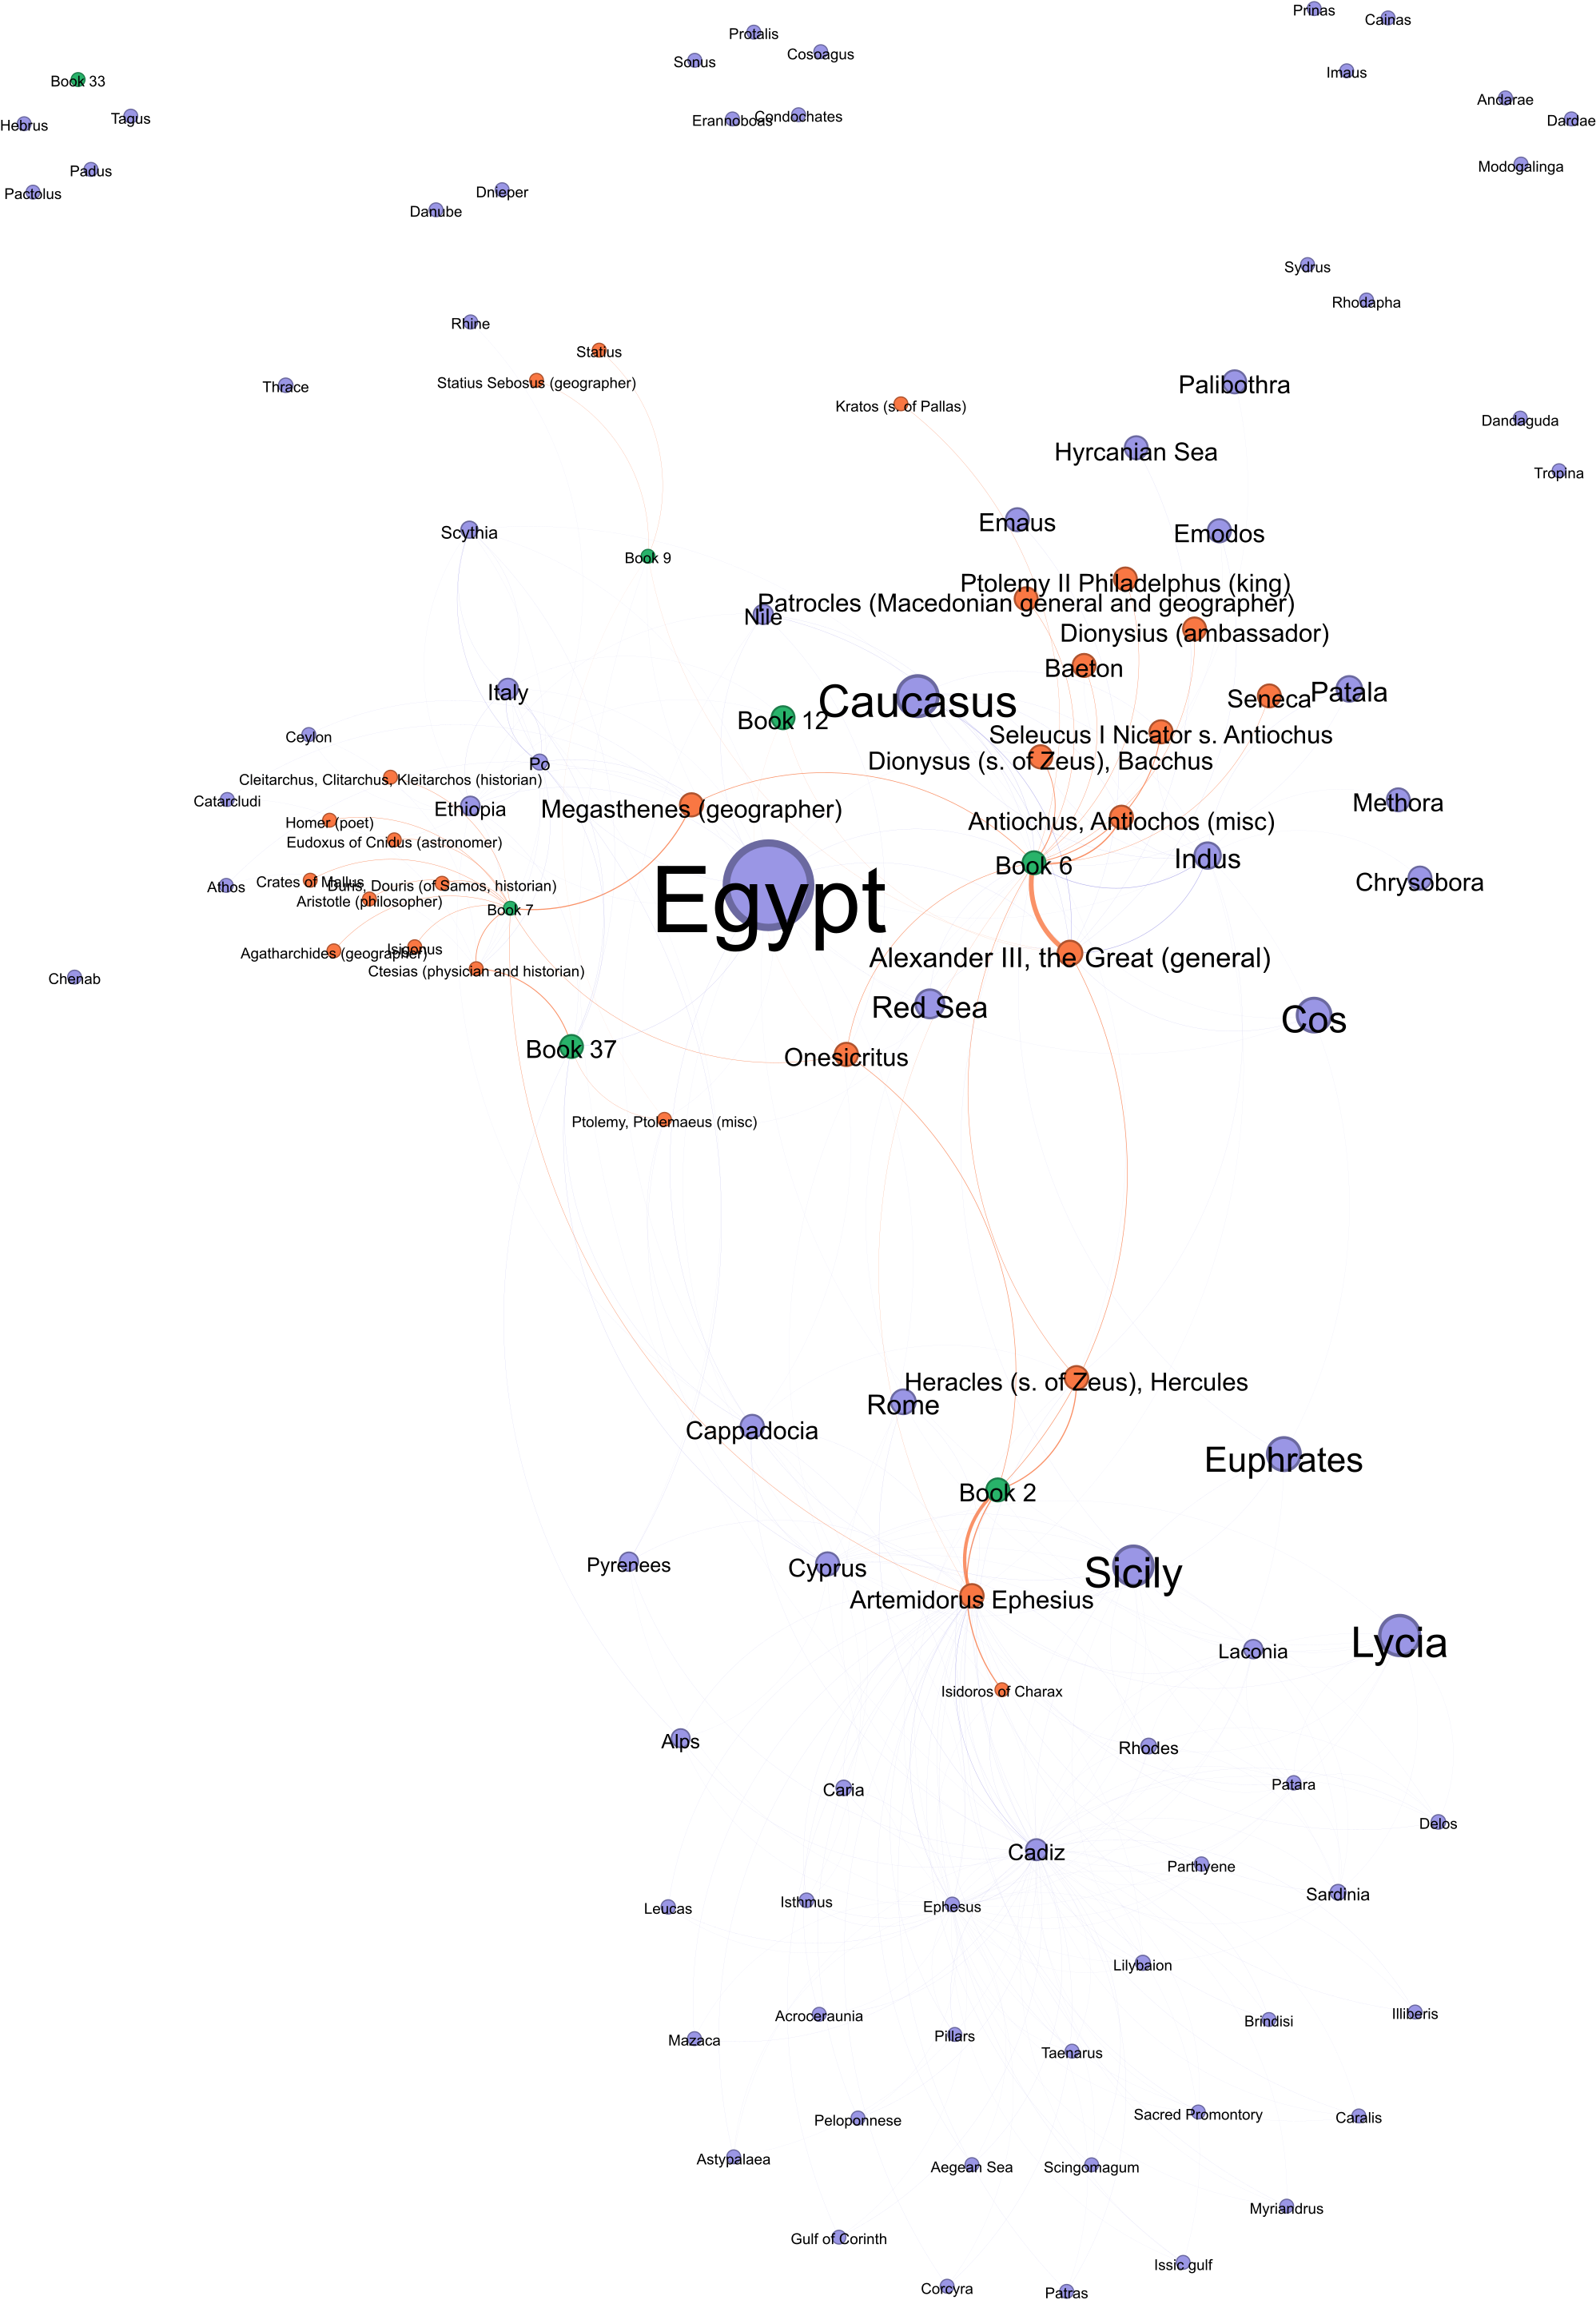 Prinas
Cainas
Protalis
Cosoagus
Sonus
Imaus
Book 33
Andarae
Hebrus
Tagus
Erannoboas
Condochates
Dardae
Padus
Modogalinga
Pactolus
Dnieper
Danube
Sydrus
Rhodapha
Rhine
Statius
Thrace
Statius Sebosus (geographer)
Palibothra
Kratos (s. of Pallas)
Dandaguda
Hyrcanian Sea
Tropina
Emaus
Scythia
Emodos
Book 9
Ptolemy II Philadelphus (king)
Patrocles (Macedonian general and geographer)
Nile
Dionysius (ambassador)
Baeton
Italy
Caucasus
Seneca
Patala
Book 12
Ceylon
Seleucus I Nicator s. Antiochus
Po
Dionysus (s. of Zeus), Bacchus
Cleitarchus, Clitarchus, Kleitarchos (historian)
Catarcludi
Ethiopia
Megasthenes (geographer)
Methora
Homer (poet)
Antiochus, Antiochos (misc)
Eudoxus of Cnidus (astronomer)
Book 6
Indus
Athos
Crates of Mallus
Duris, Douris (of Samos, historian)
Egypt
Chrysobora
Aristotle (philosopher)
Book 7
Agatharchides (geographer)
Isigonus
Alexander III, the Great (general)
Ctesias (physician and historian)
Chenab
Red Sea
Cos
Book 37
Onesicritus
Ptolemy, Ptolemaeus (misc)
Heracles (s. of Zeus), Hercules
Rome
Cappadocia
Euphrates
Book 2
Pyrenees
Cyprus
Sicily
Artemidorus Ephesius
Laconia
Lycia
Isidoros of Charax
Alps
Rhodes
Caria
Patara
Delos
Cadiz
Parthyene
Sardinia
Leucas
Isthmus
Ephesus
Lilybaion
Acroceraunia
Illiberis
Brindisi
Mazaca
Pillars
Taenarus
Peloponnese
Sacred Promontory
Caralis
Astypalaea
Aegean Sea
Scingomagum
Myriandrus
Gulf of Corinth
Issic gulf
Corcyra
Patras